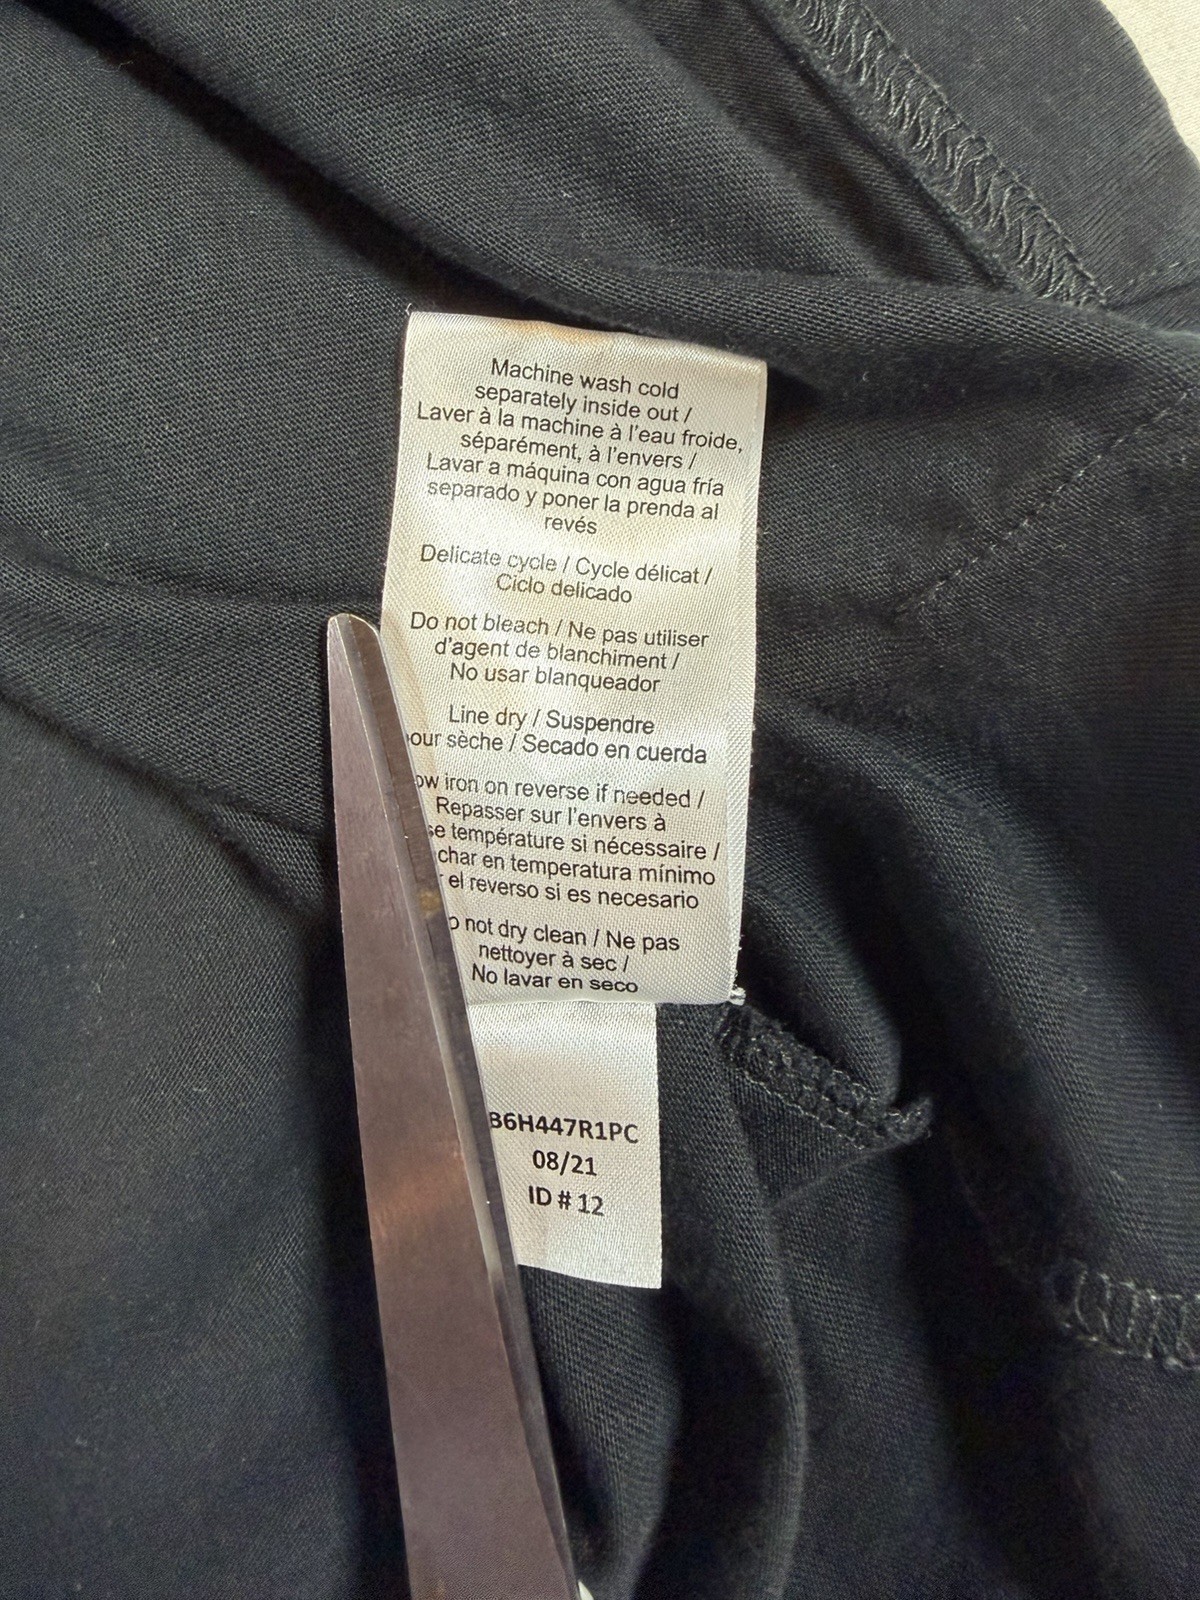 Machine wash cold
separately inside out /
Laver à la machine à l'eau froide,
séparément, à l'envers /
Lavar a máquina con agua fría
separado y poner la prenda al
revés
Delicate cycle / Cycle délicat /
Ciclo delicado
Do not bleach / Ne pas utiliser
d'agent de blanchiment /
No usar blanqueador
Line dry / Suspendre
sèche / Secado en cuerda
iron on reverse if needed /
Repasser sur l'envers à
température si nécessaire /
en temperatura mínimo
el reverso si es necesario
not dry clean / Ne pas
nettoyer à sec /
No lavar en seco
B6H447R1PC
08/21
ID # 12